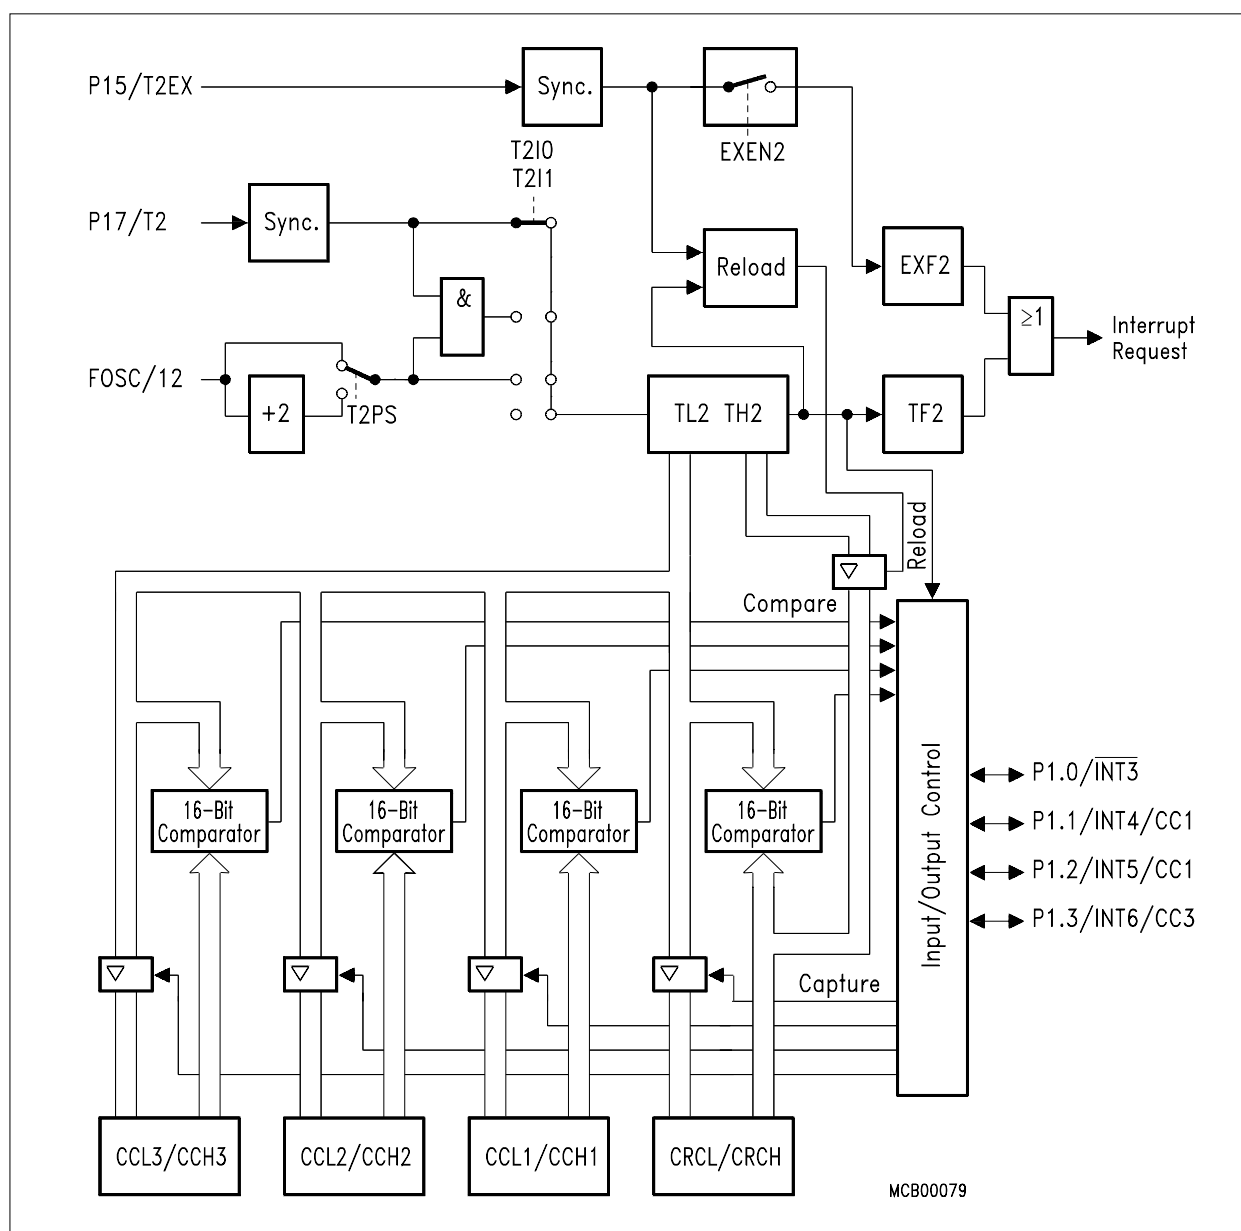 P15/T2EX
Sync.
EXEN2
T2I0
T2I1
P17/T2
Sync.
Reload
EXF2
&
≥1
Interrupt
Request
FOSC/12
÷2
T2PS
TL2 TH2
TF2
Reload
Compare
16-Bit
Comparator
16-Bit
Comparator
16-Bit
Comparator
16-Bit
Comparator
Input/Output Control
P1.0/INT3
P1.1/INT4/CC1
P1.2/INT5/CC1
P1.3/INT6/CC3
Capture
CCL3/CCH3
CCL2/CCH2
CCL1/CCH1
CRCL/CRCH
MCB00079